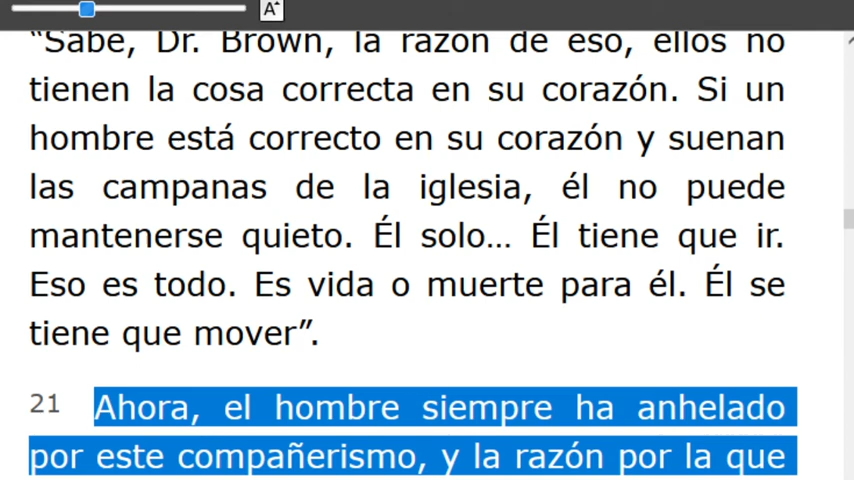 A
“Sabe, Dr. Brown, la razón de eso, ellos no
tienen la cosa correcta en su corazón. Si un
hombre está correcto en su corazón y suenan
las campanas de la iglesia, él no puede
mantenerse quieto. Él solo... Él tiene que ir.
Eso es todo. Es vida o muerte para él. Él se
tiene que mover”.
21 Ahora, el hombre siempre ha anhelado
por este compañerismo, y la razón por la que